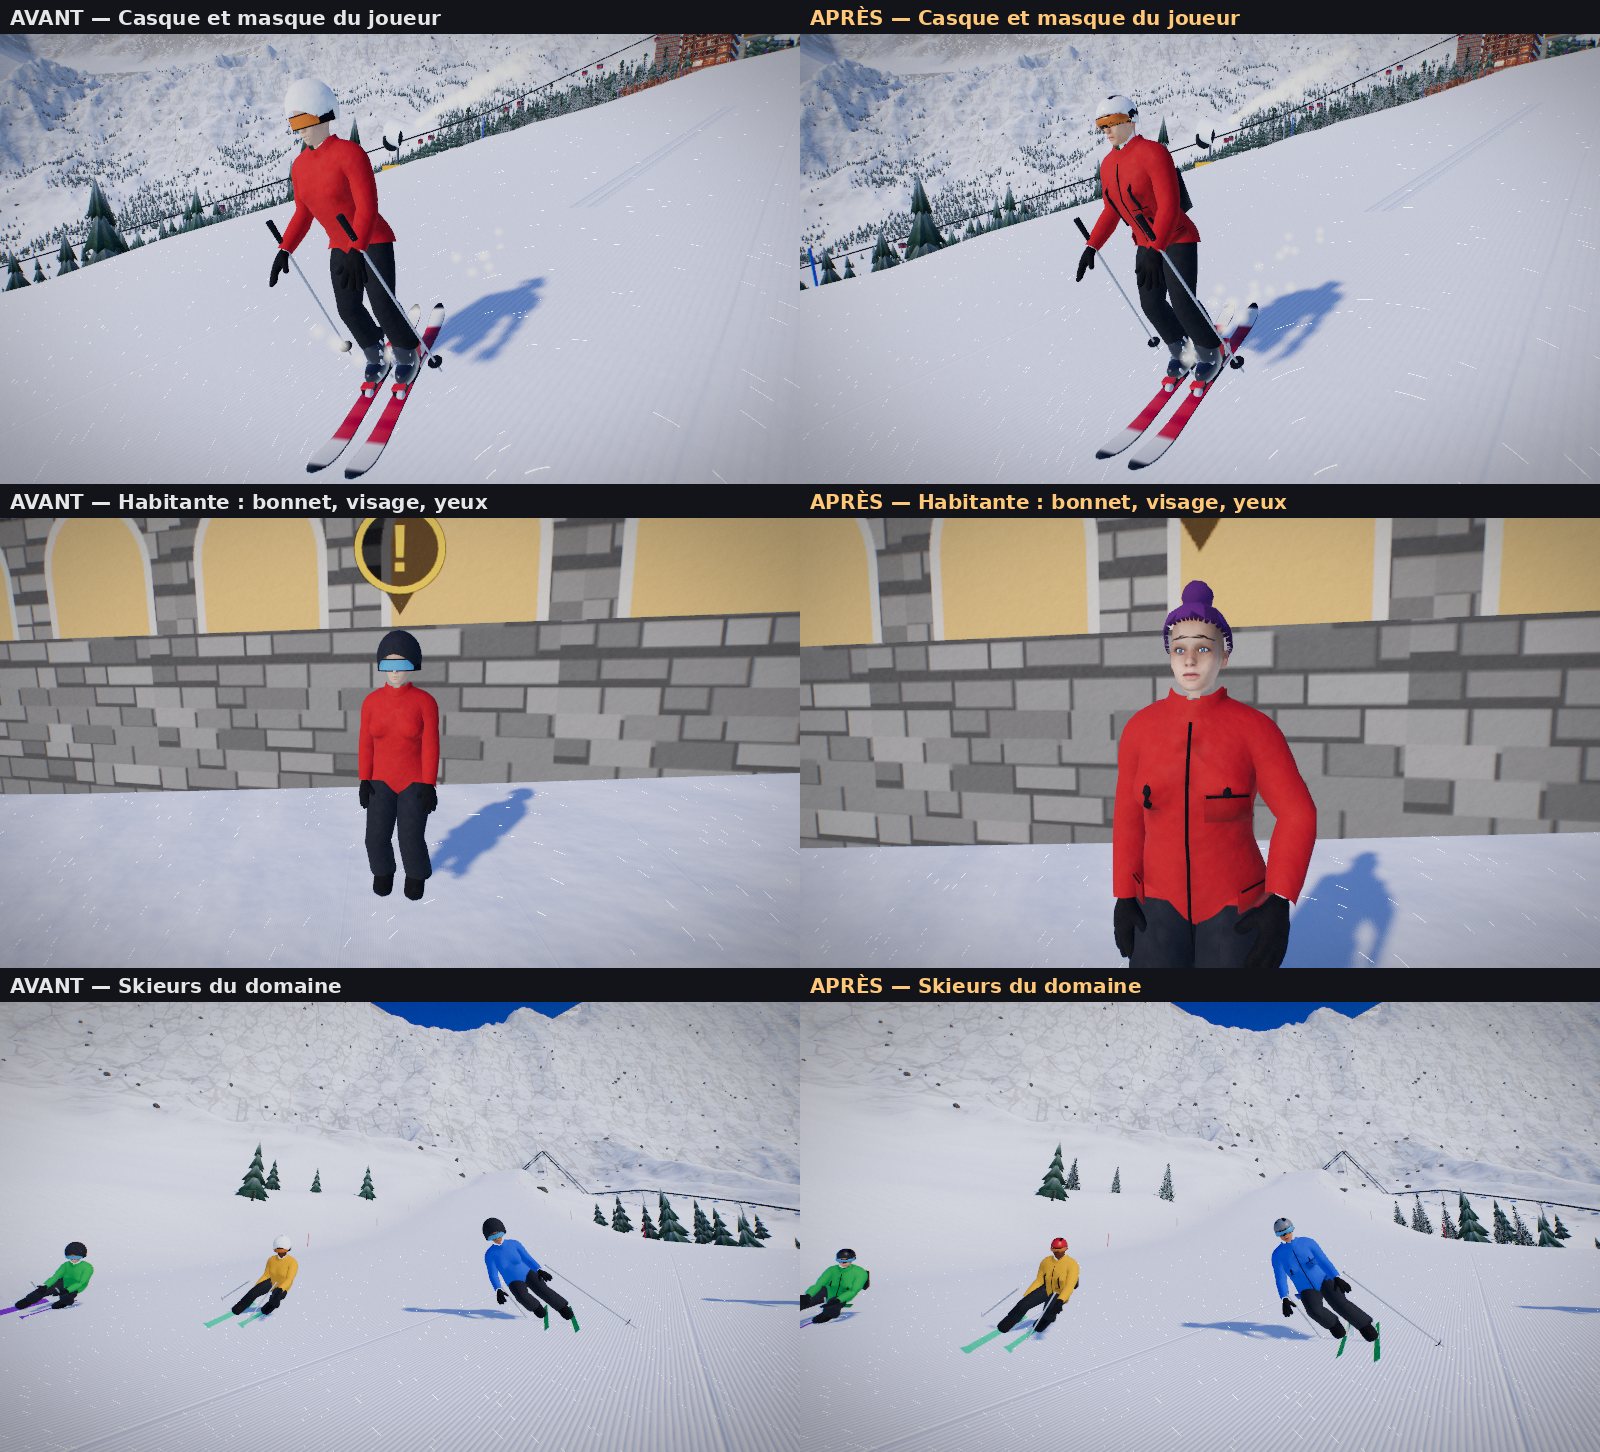 AVANT — Casque et masque du joueur
APRÈS — Casque et masque du joueur
AVANT — Habitante : bonnet, visage, yeux
APRÈS — Habitante : bonnet, visage, yeux
!
AVANT — Skieurs du domaine
APRÈS — Skieurs du domaine